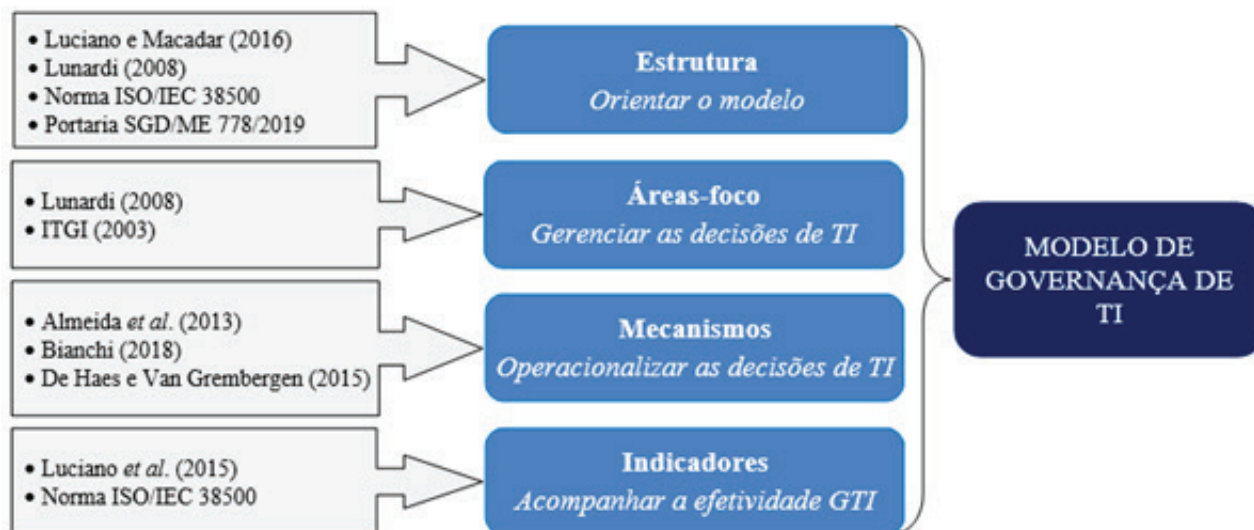 • Luciano e Macadar (2016)
• Lunardi (2008)
• Norma ISO/IEC 38500
• Portaria SGD/ME 778/2019
Estrutura
Orientar o modelo
• Lunardi (2008)
• ITGI (2003)
Áreas-foco
Gerenciar as decisões de TI
• Almeida et al. (2013)
• Bianchi (2018)
• De Haes e Van Grembergen (2015)
Mecanismos
Operacionalizar as decisões de TI
• Luciano et al. (2015)
• Norma ISO/IEC 38500
Indicadores
Acompanhar a efetividade GTI
MODELO DE
GOVERNANÇA DE
TI